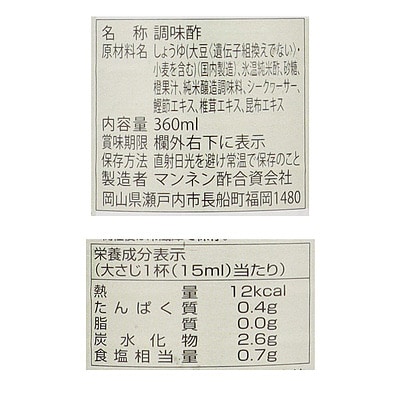 名称 調味酢
原材料名 しょうゆ(大豆(遺伝子組換えでない)・
小麦を含む)(国内製造)、氷温純米酢、砂糖、
橙果汁、純米醸造調味料、シークヮーサー、
鰹節エキス、椎茸エキス、昆布エキス
内容量 360ml
賞味期限 欄外右下に表示
保存方法 直射日光を避け常温で保存のこと
製造者 マンネン酢合資会社
岡山県瀬戸内市長船町福岡1480
栄養成分表示
(大さじ1杯(15ml)当たり)
熱量 12kcal
たんぱく質 0.4g
脂質 0.0g
炭水化物 2.6g
食塩相当量 0.7g